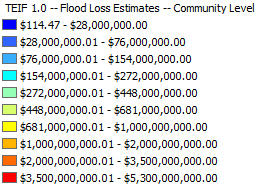 TEIF 1.0 -- Flood Loss Estimates -- Community Level
$114.47 - $28,000,000.00
$28,000,000.01 - $76,000,000.00
$76,000,000.01 - $154,000,000.00
$154,000,000.01 - $272,000,000.00
$272,000,000.01 - $448,000,000.00
$448,000,000.01 - $681,000,000.00
$681,000,000.01 - $1,000,000,000.00
$1,000,000,000.01 - $2,000,000,000.00
$2,000,000,000.01 - $3,500,000,000.00
$3,500,000,000.01 - $5,300,000,000.00